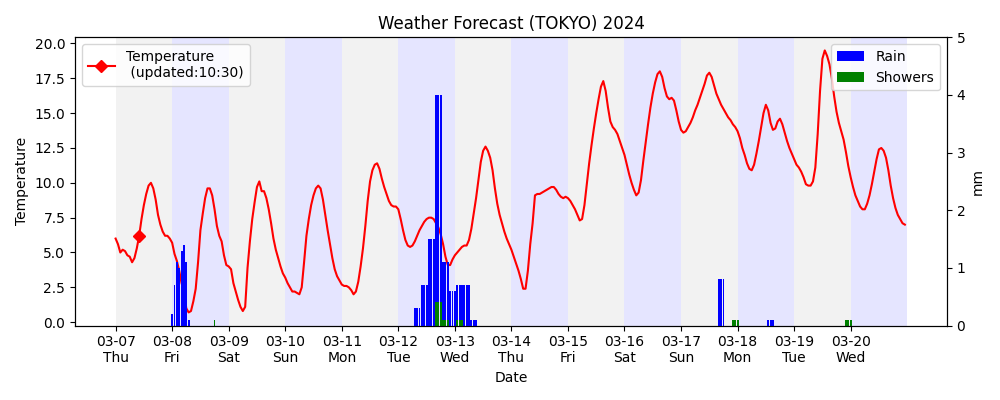 Weather Forecast (TOKYO) 2024
Temperature
(updated:10:30)
Rain
Showers
20.0
17.5
15.0
12.5
10.0
7.5
5.0
2.5
0.0
Temperature
5
4
3
2
1
0
mm
03-07 03-08 03-09 03-10 03-11 03-12 03-13 03-14 03-15 03-16 03-17 03-18 03-19 03-20
Thu Fri Sat Sun Mon Tue Wed Thu Fri Sat Sun Mon Tue Wed
Date